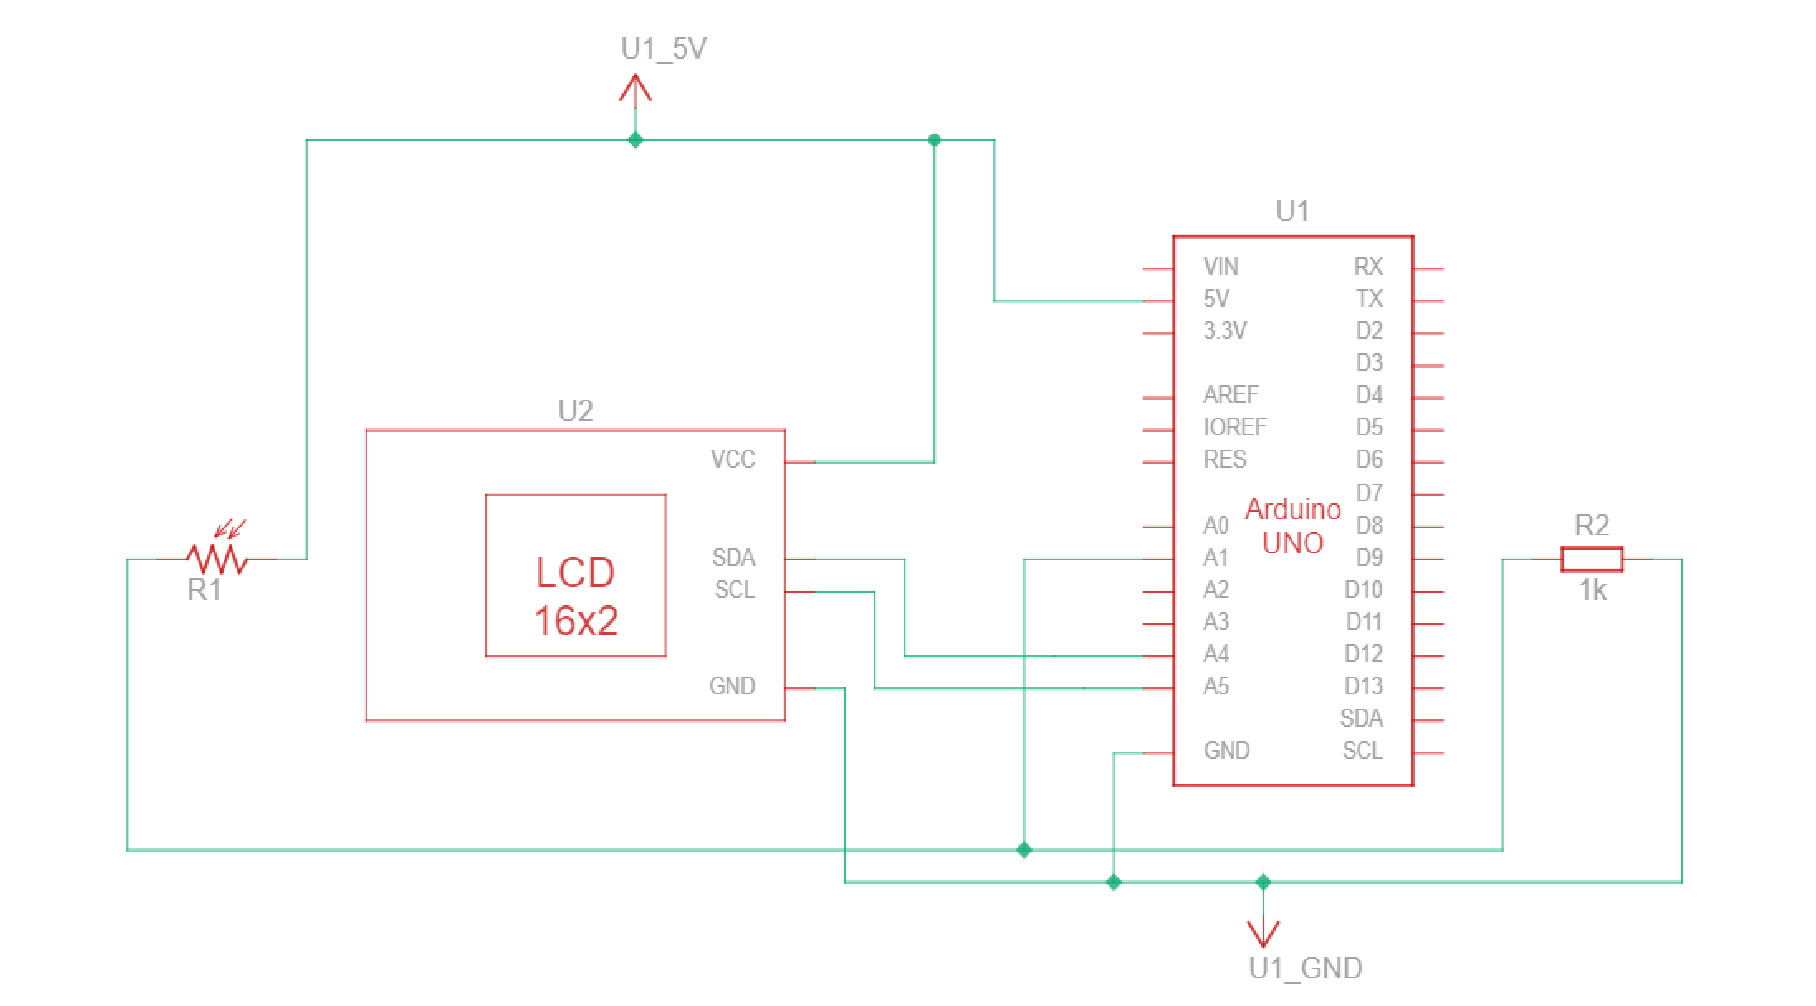 U1_5V
U1
VIN
5V
3.3V
AREF
IOREF
RES
A0
A1
A2
A3
A4
A5
GND
Arduino
UNO
RX
TX
D2
D3
D4
D5
D6
D7
D8
D9
D10
D11
D12
D13
SDA
SCL
U2
VCC
SDA
SCL
GND
LCD
16x2
R1
R2
1k
U1_GND